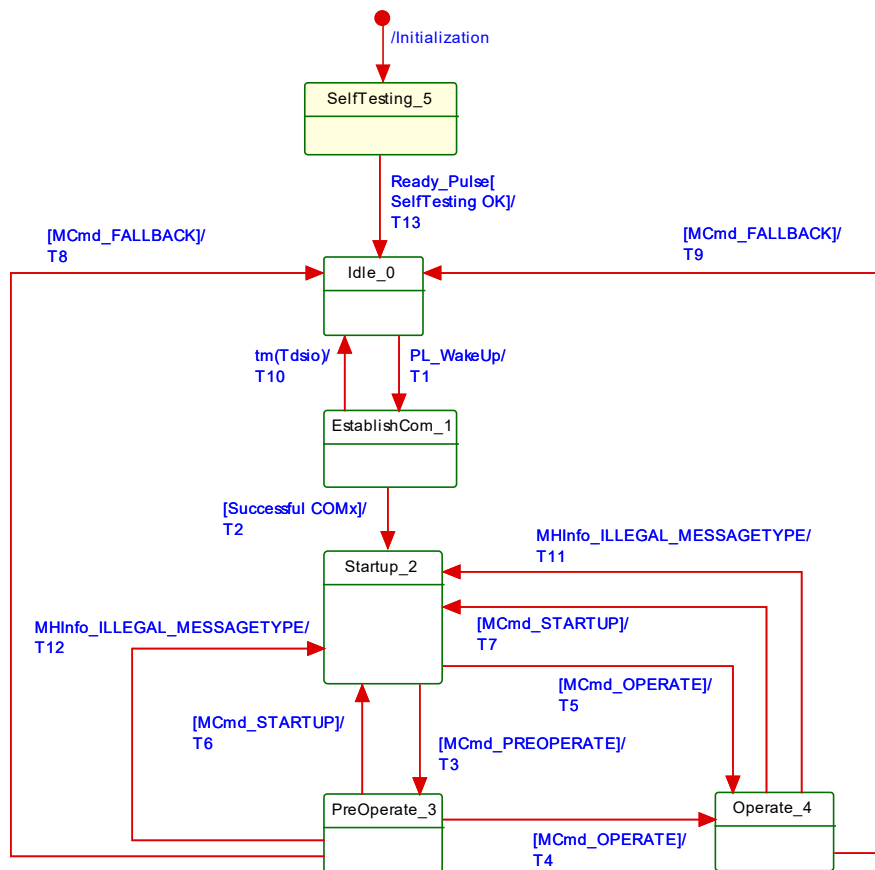 /Initialization
SelfTesting_5
Ready_Pulse[
SelfTesting OK]/
T13
[MCmd_FALLBACK]/
T8
[MCmd_FALLBACK]/
T9
Idle_0
tm(Tdsio)/
T10
PL_WakeUp/
T1
EstablishCom_1
[Successful COMx]/
T2
MHInfo_ILLEGAL_MESSAGETYPE/
T11
Startup_2
[MCmd_STARTUP]/
T7
MHInfo_ILLEGAL_MESSAGETYPE/
T12
[MCmd_OPERATE]/
T5
[MCmd_STARTUP]/
T6
[MCmd_PREOPERATE]/
T3
PreOperate_3
Operate_4
[MCmd_OPERATE]/
T4